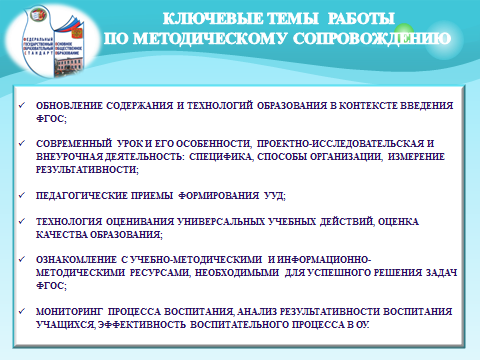 КЛЮЧЕВЫЕ ТЕМЫ РАБОТЫ
ПО МЕТОДИЧЕСКОМУ СОПРОВОЖДЕНИЮ
ФЕДЕРАЛЬНЫЙ
ГОСУДАРСТВЕННЫЙ
ОБРАЗОВАТЕЛЬНЫЙ
СТАНДАРТ
ОСНОВНОЕ
ОБЩЕЕ
ОБРАЗОВАНИЕ
✓ ОБНОВЛЕНИЕ СОДЕРЖАНИЯ И ТЕХНОЛОГИЙ ОБРАЗОВАНИЯ В КОНТЕКСТЕ ВВЕДЕНИЯ
ФГОС;
✓ СОВРЕМЕННЫЙ УРОК И ЕГО ОСОБЕННОСТИ, ПРОЕКТНО-ИССЛЕДОВАТЕЛЬСКАЯ И
ВНЕУРОЧНАЯ ДЕЯТЕЛЬНОСТЬ: СПЕЦИФИКА, СПОСОБЫ ОРГАНИЗАЦИИ, ИЗМЕРЕНИЕ
РЕЗУЛЬТАТИВНОСТИ;
✓ ПЕДАГОГИЧЕСКИЕ ПРИЕМЫ ФОРМИРОВАНИЯ УУД;
✓ ТЕХНОЛОГИЯ ОЦЕНИВАНИЯ УНИВЕРСАЛЬНЫХ УЧЕБНЫХ ДЕЙСТВИЙ, ОЦЕНКА
КАЧЕСТВА ОБРАЗОВАНИЯ;
✓ ОЗНАКОМЛЕНИЕ С УЧЕБНО-МЕТОДИЧЕСКИМИ И ИНФОРМАЦИОННО-
МЕТОДИЧЕСКИМИ РЕСУРСАМИ, НЕОБХОДИМЫМИ ДЛЯ УСПЕШНОГО РЕШЕНИЯ ЗАДАЧ
ФГОС;
✓ МОНИТОРИНГ ПРОЦЕССА ВОСПИТАНИЯ, АНАЛИЗ РЕЗУЛЬТАТИВНОСТИ ВОСПИТАНИЯ
УЧАЩИХСЯ, ЭФФЕКТИВНОСТЬ ВОСПИТАТЕЛЬНОГО ПРОЦЕССА В ОУ.